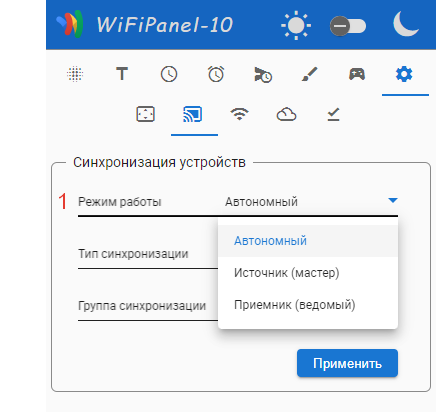 WiFiPanel-10
T
Синхронизация устройств
1 Режим работы Автономный
Автономный
Тип синхронизации
Источник (мастер)
Группа синхронизации
Приемник (ведомый)
Применить